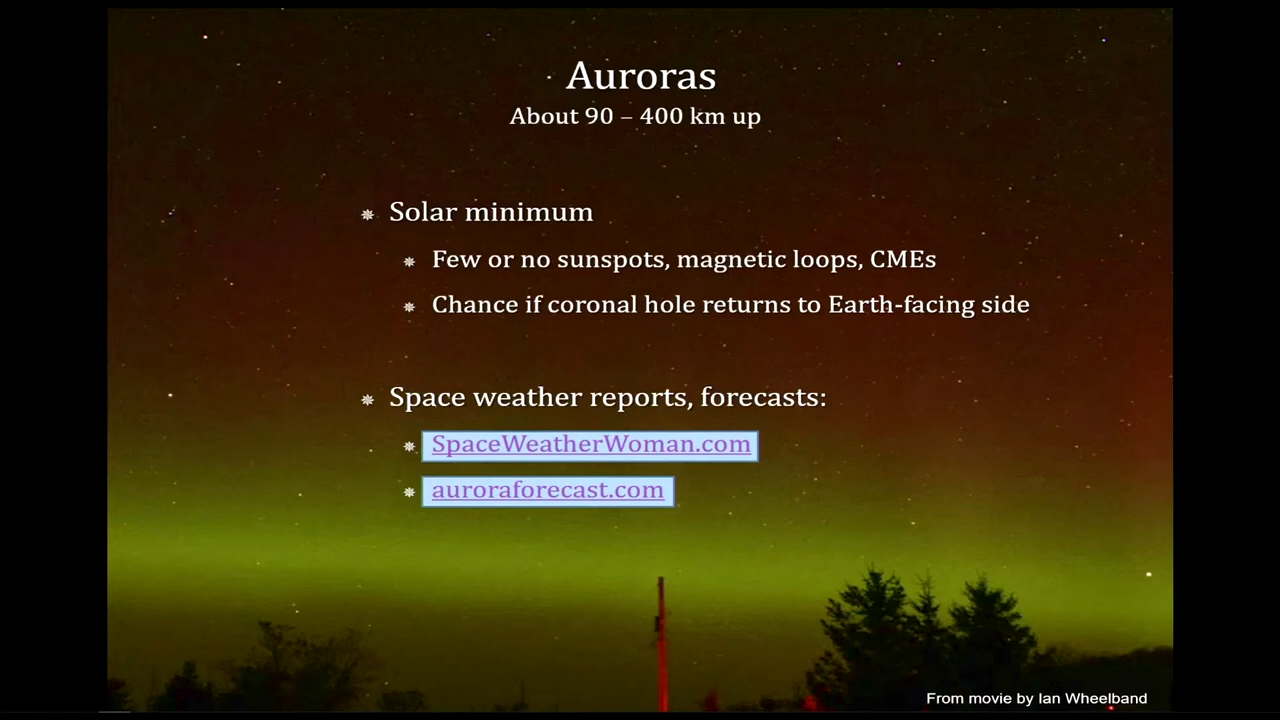 Auroras
About 90 – 400 km up
Solar minimum
Few or no sunspots, magnetic loops, CMEs
Chance if coronal hole returns to Earth-facing side
Space weather reports, forecasts:
SpaceWeatherWoman.com
auroraforecast.com
From movie by Ian Wheelband